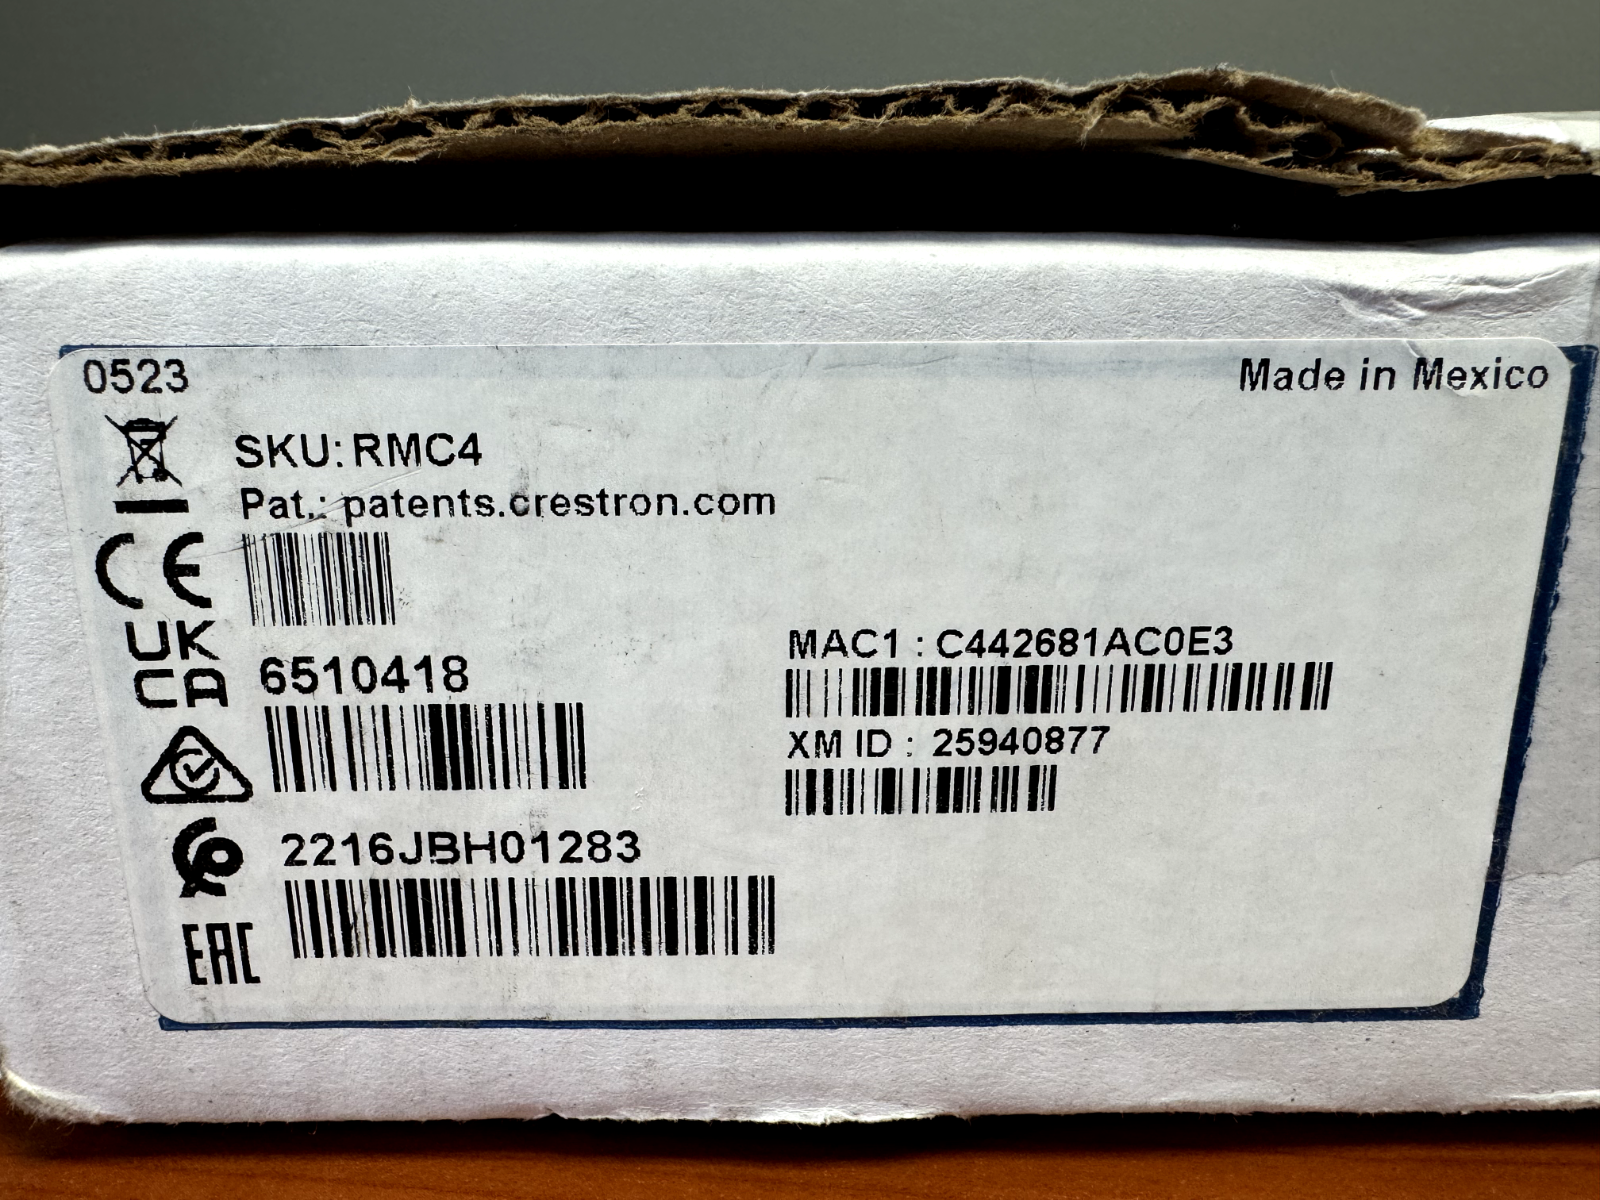 0523
Made in Mexico
SKU: RMC4
Pat.: patents.crestron.com
CE
UK
CA
6510418
MAC1 : C442681AC0E3
XM ID : 25940877
2216JBH01283
EAC